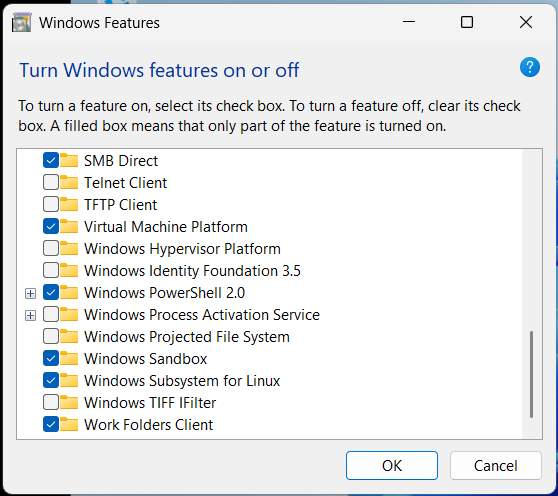 Windows Features
Turn Windows features on or off
?
To turn a feature on, select its check box. To turn a feature off, clear its check
box. A filled box means that only part of the feature is turned on.
SMB Direct
Telnet Client
TFTP Client
Virtual Machine Platform
Windows Hypervisor Platform
Windows Identity Foundation 3.5
Windows PowerShell 2.0
Windows Process Activation Service
Windows Projected File System
Windows Sandbox
Windows Subsystem for Linux
Windows TIFF IFilter
Work Folders Client
OK
Cancel